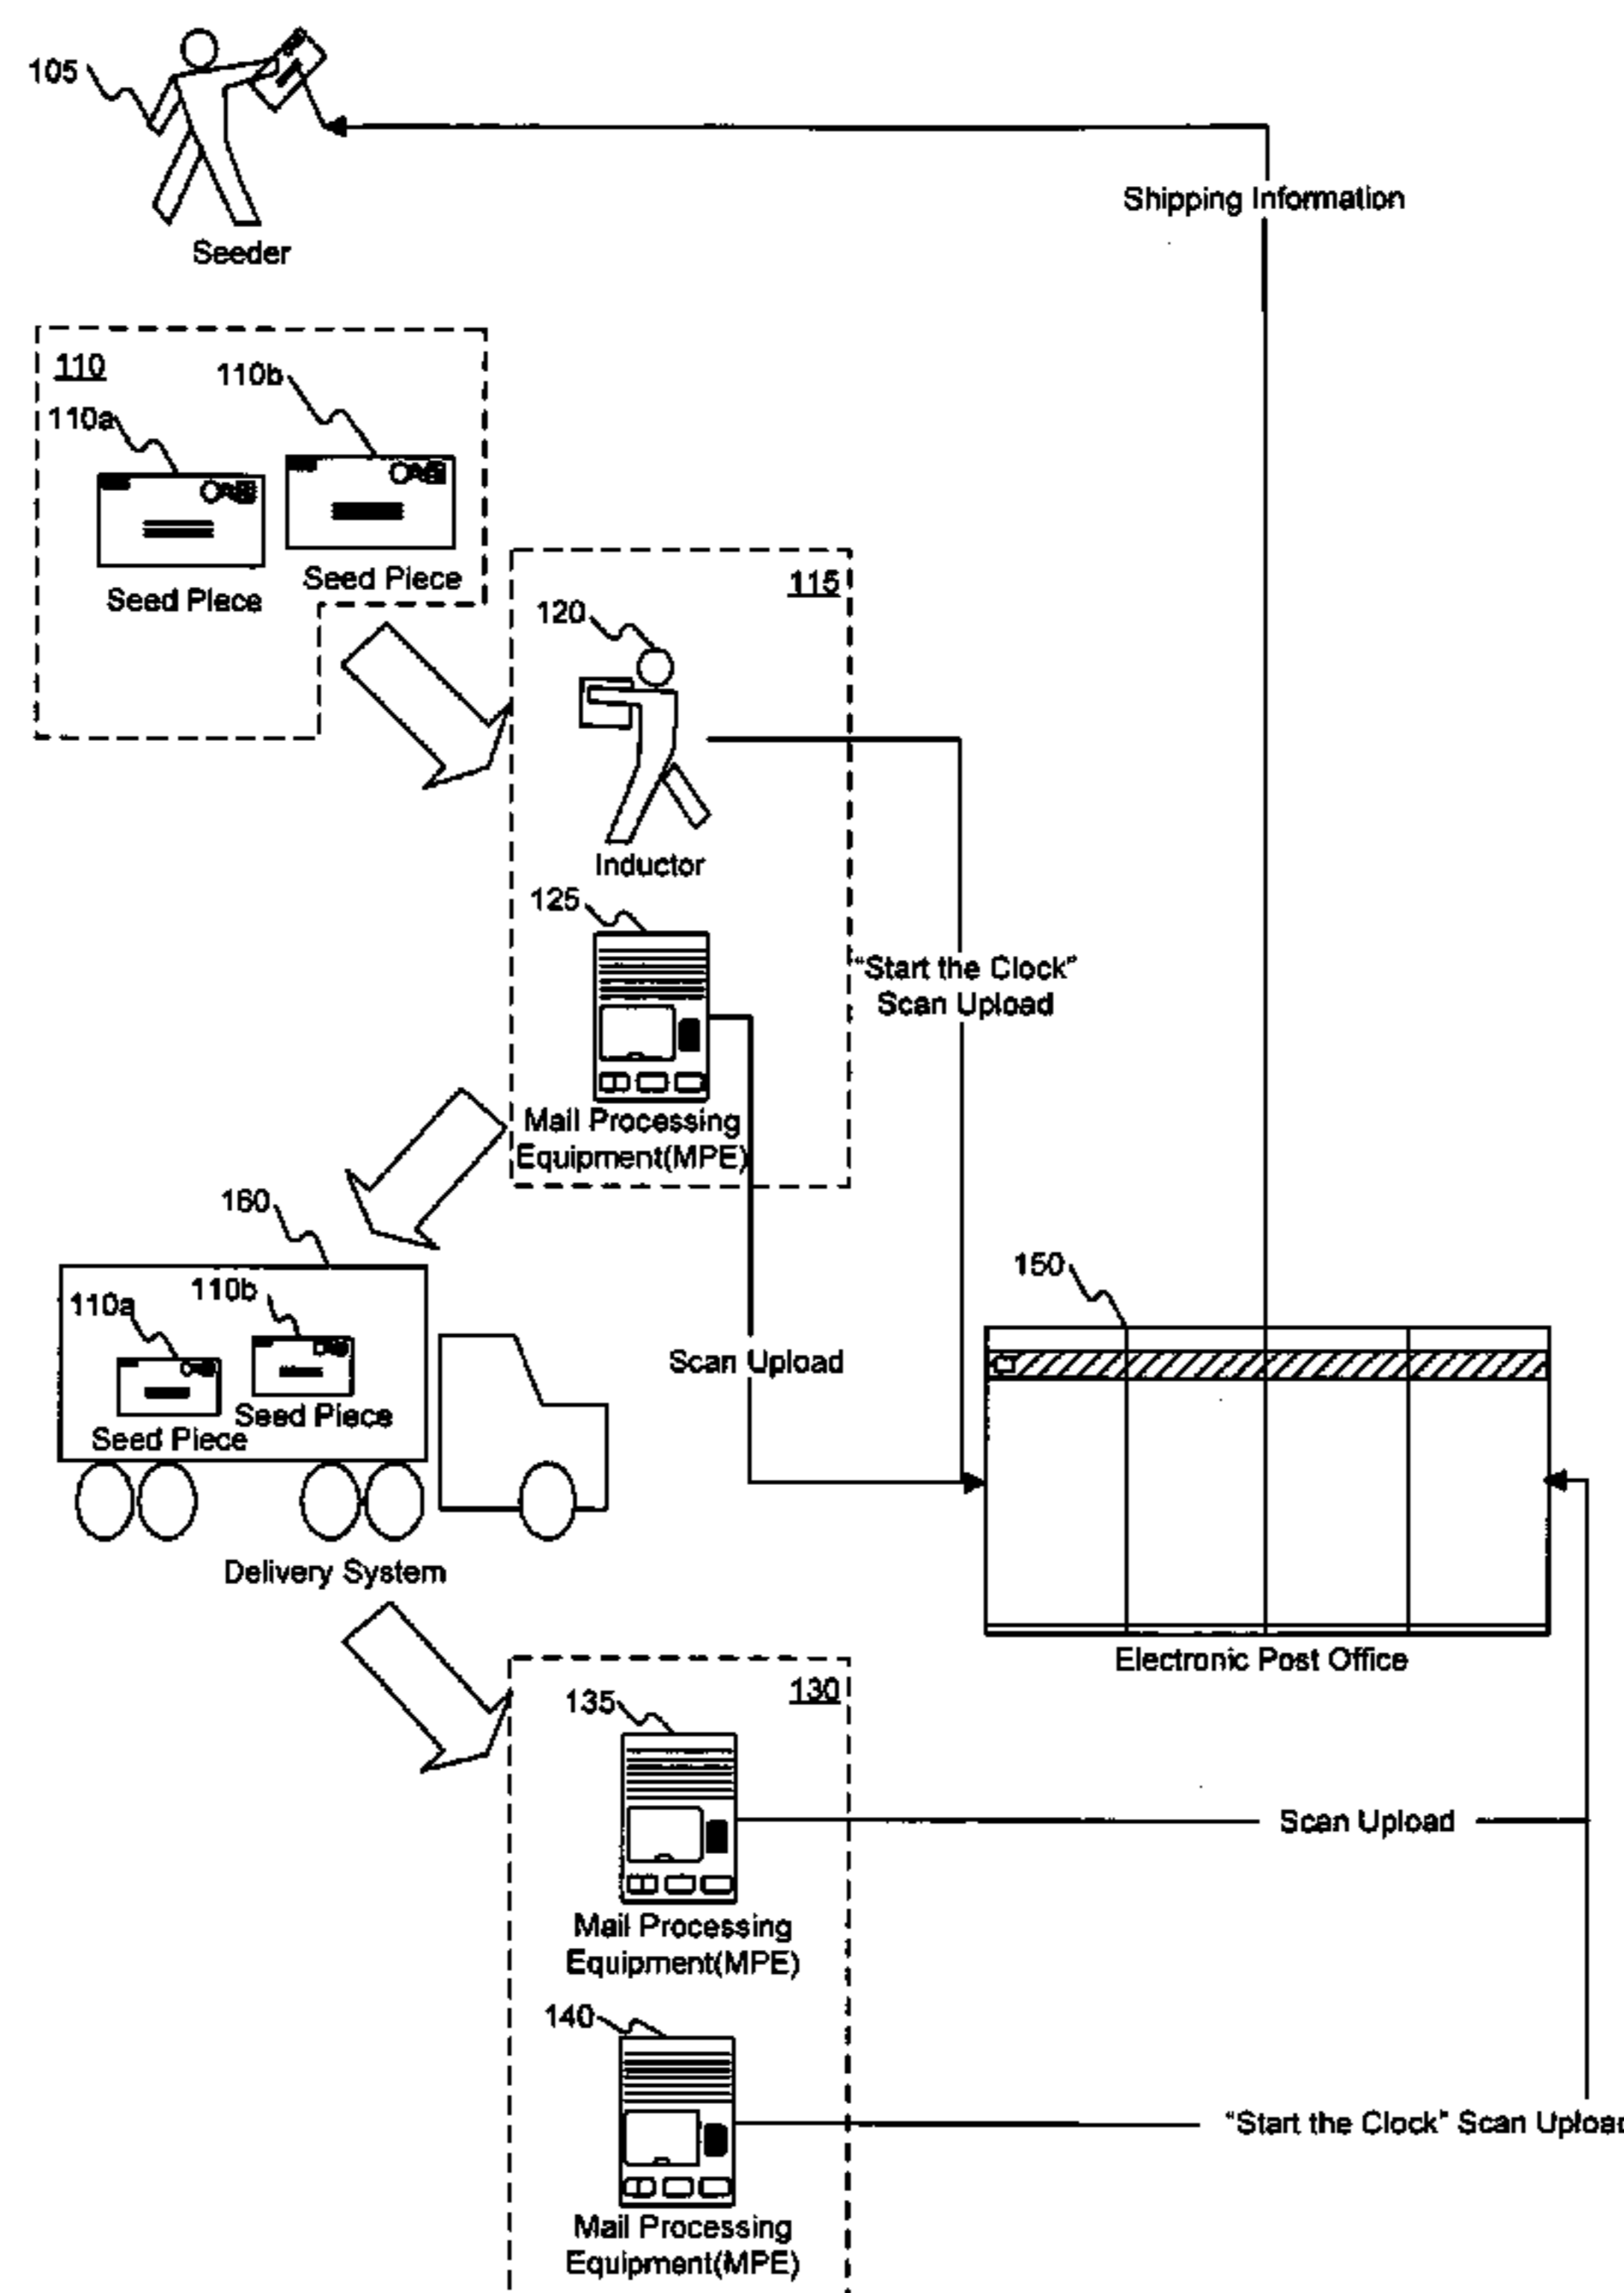 105
Shipping Information
Seeder
110
110b
110a
Seed Piece
Seed Piece
115
120
Inductor
125
"Start the Clock"
Scan Upload
Mail Processing
Equipment(MPE)
160
150
110a
110b
Scan Upload
Seed Piece
Seed Piece
Delivery System
Electronic Post Office
130
135
Scan Upload
Mail Processing
Equipment(MPE)
140
"Start the Clock" Scan Upload
Mail Processing
Equipment(MPE)